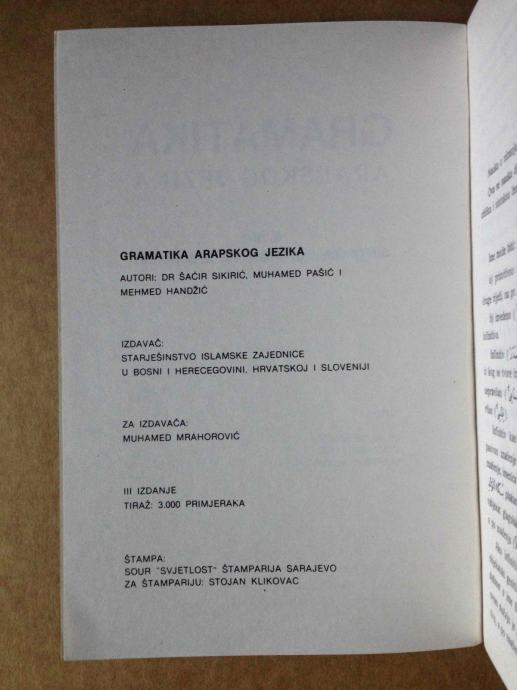 GRAMATIKA ARAPSKOG JEZIKA
AUTORI: DR ŠAĆIR SIKIRIĆ, MUHAMED PAŠIĆ I
MEHMED HANDŽIĆ
IZDAVAČ:
STARJEŠINSTVO ISLAMSKE ZAJEDNICE
U BOSNI I HERECEGOVINI, HRVATSKOJ I SLOVENIJI
ZA IZDAVAČA:
MUHAMED MRAHOROVIĆ
III IZDANJE
TIRAŽ: 3.000 PRIMJERAKA
ŠTAMPA:
SOUR "SVJETLOST" ŠTAMPARIJA SARAJEVO
ZA ŠTAMPARIJU: STOJAN KLIKOVAC